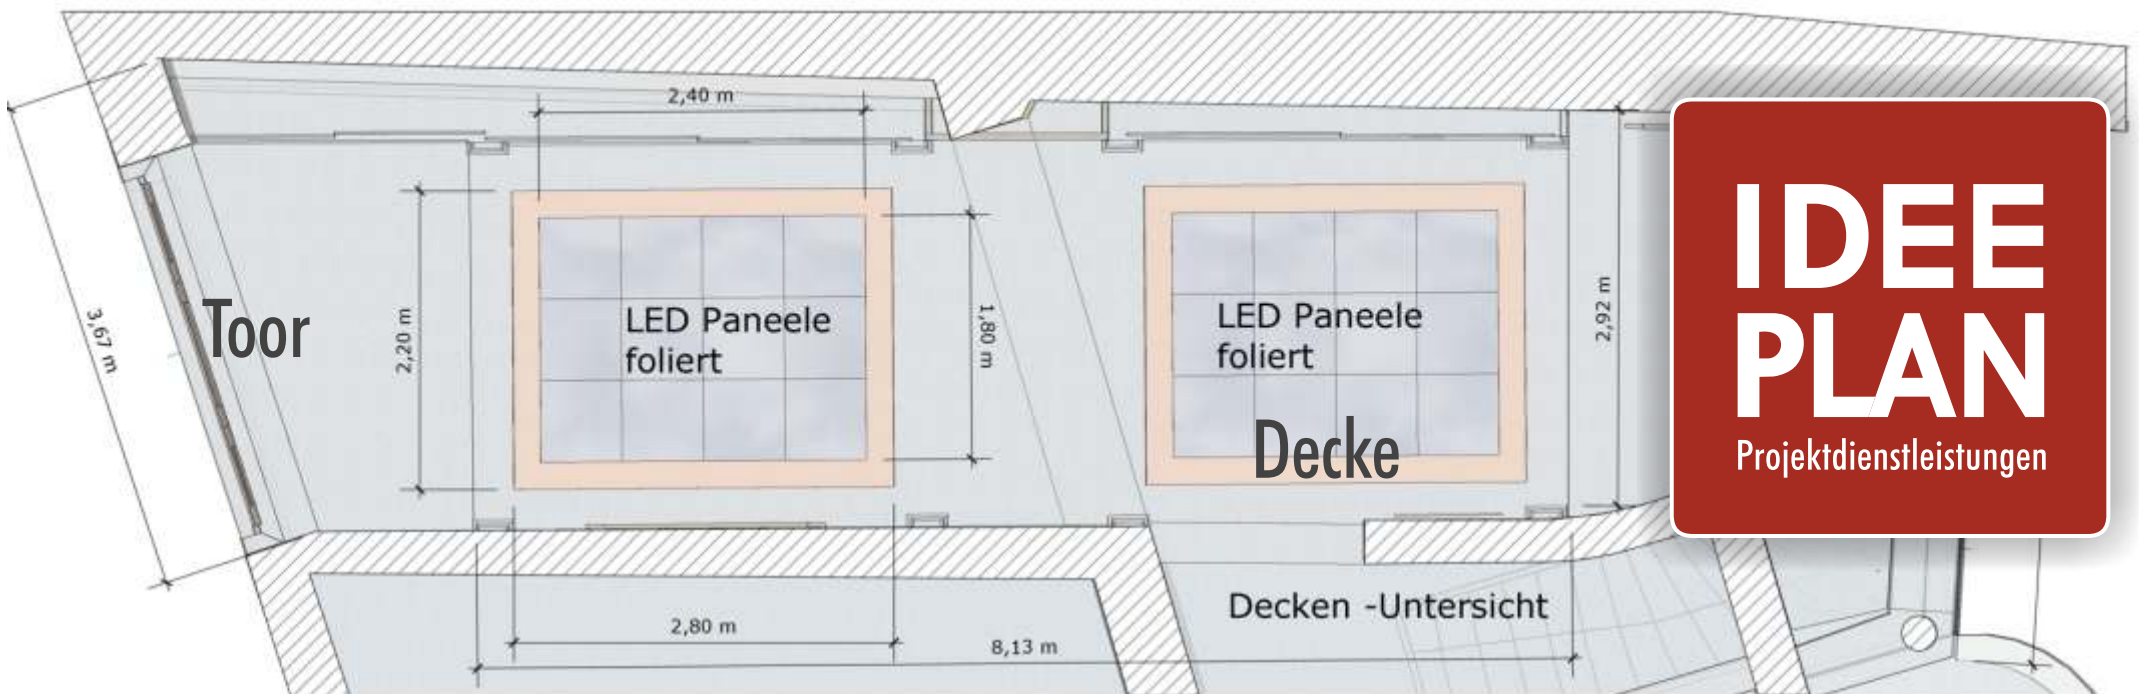 2,40 m
3,67 m
Toor
2,20 m
LED Paneele
foliert
1,80 m
LED Paneele
foliert
Decke
2,92 m
IDEE
PLAN
Projektdienstleistungen
Decken -Untersicht
2,80 m
8,13 m